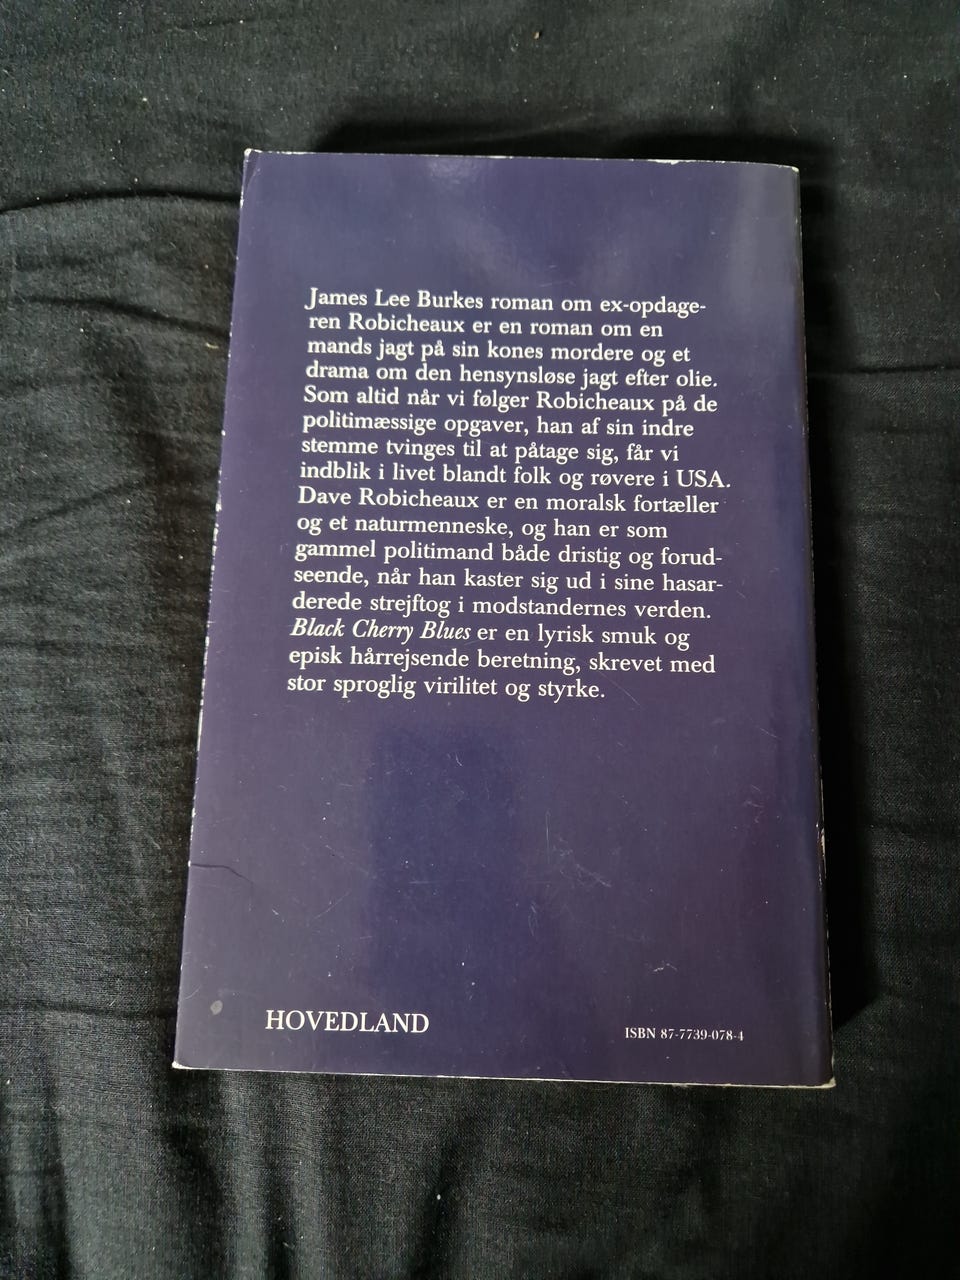 James Lee Burkes roman om ex-opdage-
ren Robicheaux er en roman om en
mands jagt på sin kones mordere og et
drama om den hensynsløse jagt efter olie.
Som altid når vi følger Robicheaux på de
politimæssige opgaver, han af sin indre
stemme tvinges til at påtage sig, får vi
indblik i livet blandt folk og røvere i USA.
Dave Robicheaux er en moralsk fortæller
og et naturmenneske, og han er som
gammel politimand både dristig og forud-
seende, når han kaster sig ud i sine hasar-
derede strejftog i modstandernes verden.
Black Cherry Blues er en lyrisk smuk og
episk hårrejsende beretning, skrevet med
stor sproglig virilitet og styrke.
HOVEDLAND
ISBN 87-7739-078-4